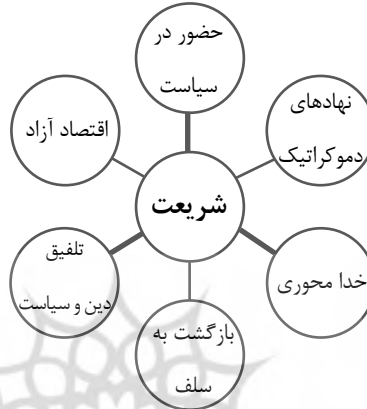 حضور در
سیاست
نهادهای
دموکراتیک
اقتصاد آزاد
شریعت
خدا محوری
تلفیق
دین و سیاست
بازگشت به
سلف